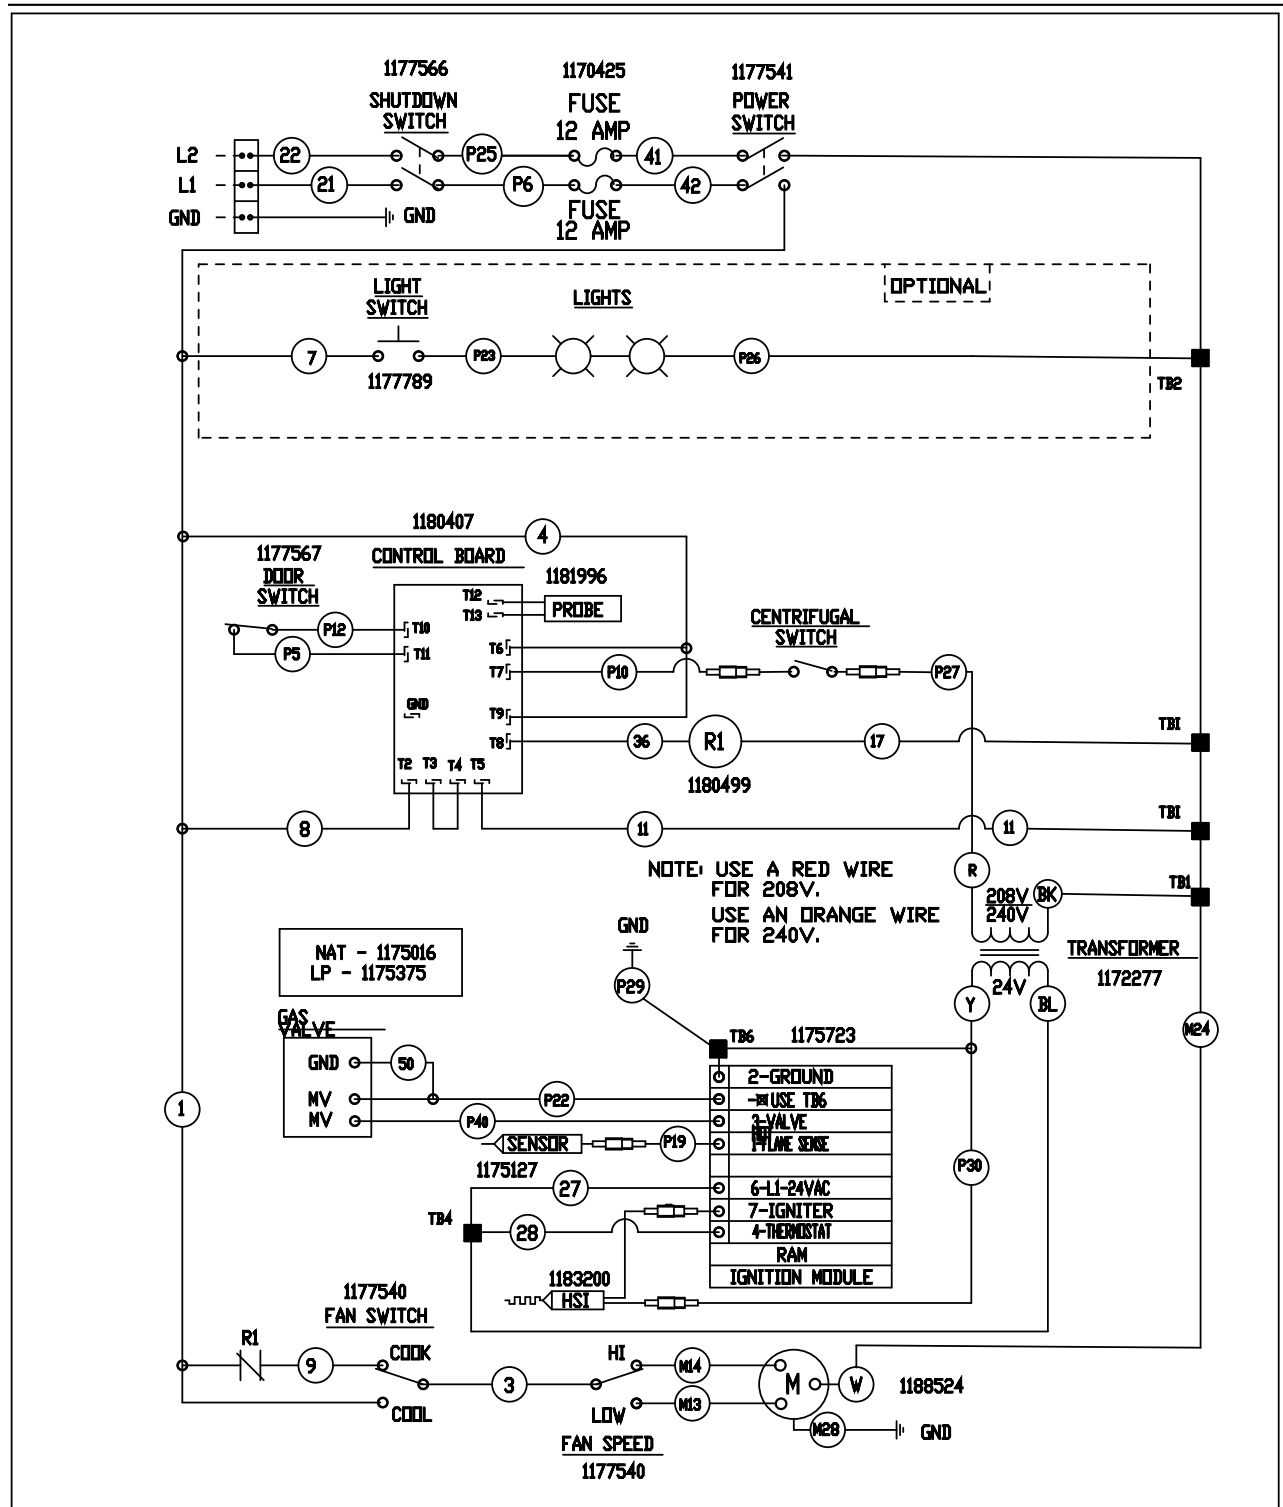 1177566
SHUTDOWN
SWITCH
1170425
FUSE
12 AMP
1177541
POWER
SWITCH
L2
22
P25
41
L1
21
P6
42
GND
GND
FUSE
12 AMP
OPTIONAL
LIGHT
SWITCH
LIGHTS
7
P23
P26
1177789
TB2
1180407
4
1177567
DOOR
SWITCH
CONTROL BOARD
1181996
PROBE
T12
T13
P12
T10
P5
T11
CENTRIFUGAL
SWITCH
T6
T7
P10
P27
GND
T9
T8
36
R1
17
TBI
1180499
T2
T3
T4
T5
8
11
11
TBI
NOTE: USE A RED WIRE
FOR 208V.
USE AN ORANGE WIRE
FOR 240V.
R
208V
240V
BK
TB1
TRANSFORMER
1172277
24V
Y
BL
M24
GND
P29
NAT - 1175016
LP - 1175375
GAS
VALVE
GND
50
MV
P22
MV
P40
TB6
1175723
2-GROUND
USE TB6
3-VALVE
1-FLAME SENSE
6-L1-24VAC
7-IGNITER
4-THERMOSTAT
RAM
IGNITION MODULE
SENSOR
P19
1175127
P30
1
27
TB4
28
1183200
HSI
1177540
FAN SWITCH
R1
9
COOK
COOL
3
HI
LOW
M14
M13
FAN SPEED
1177540
M
W
1188524
M28
GND